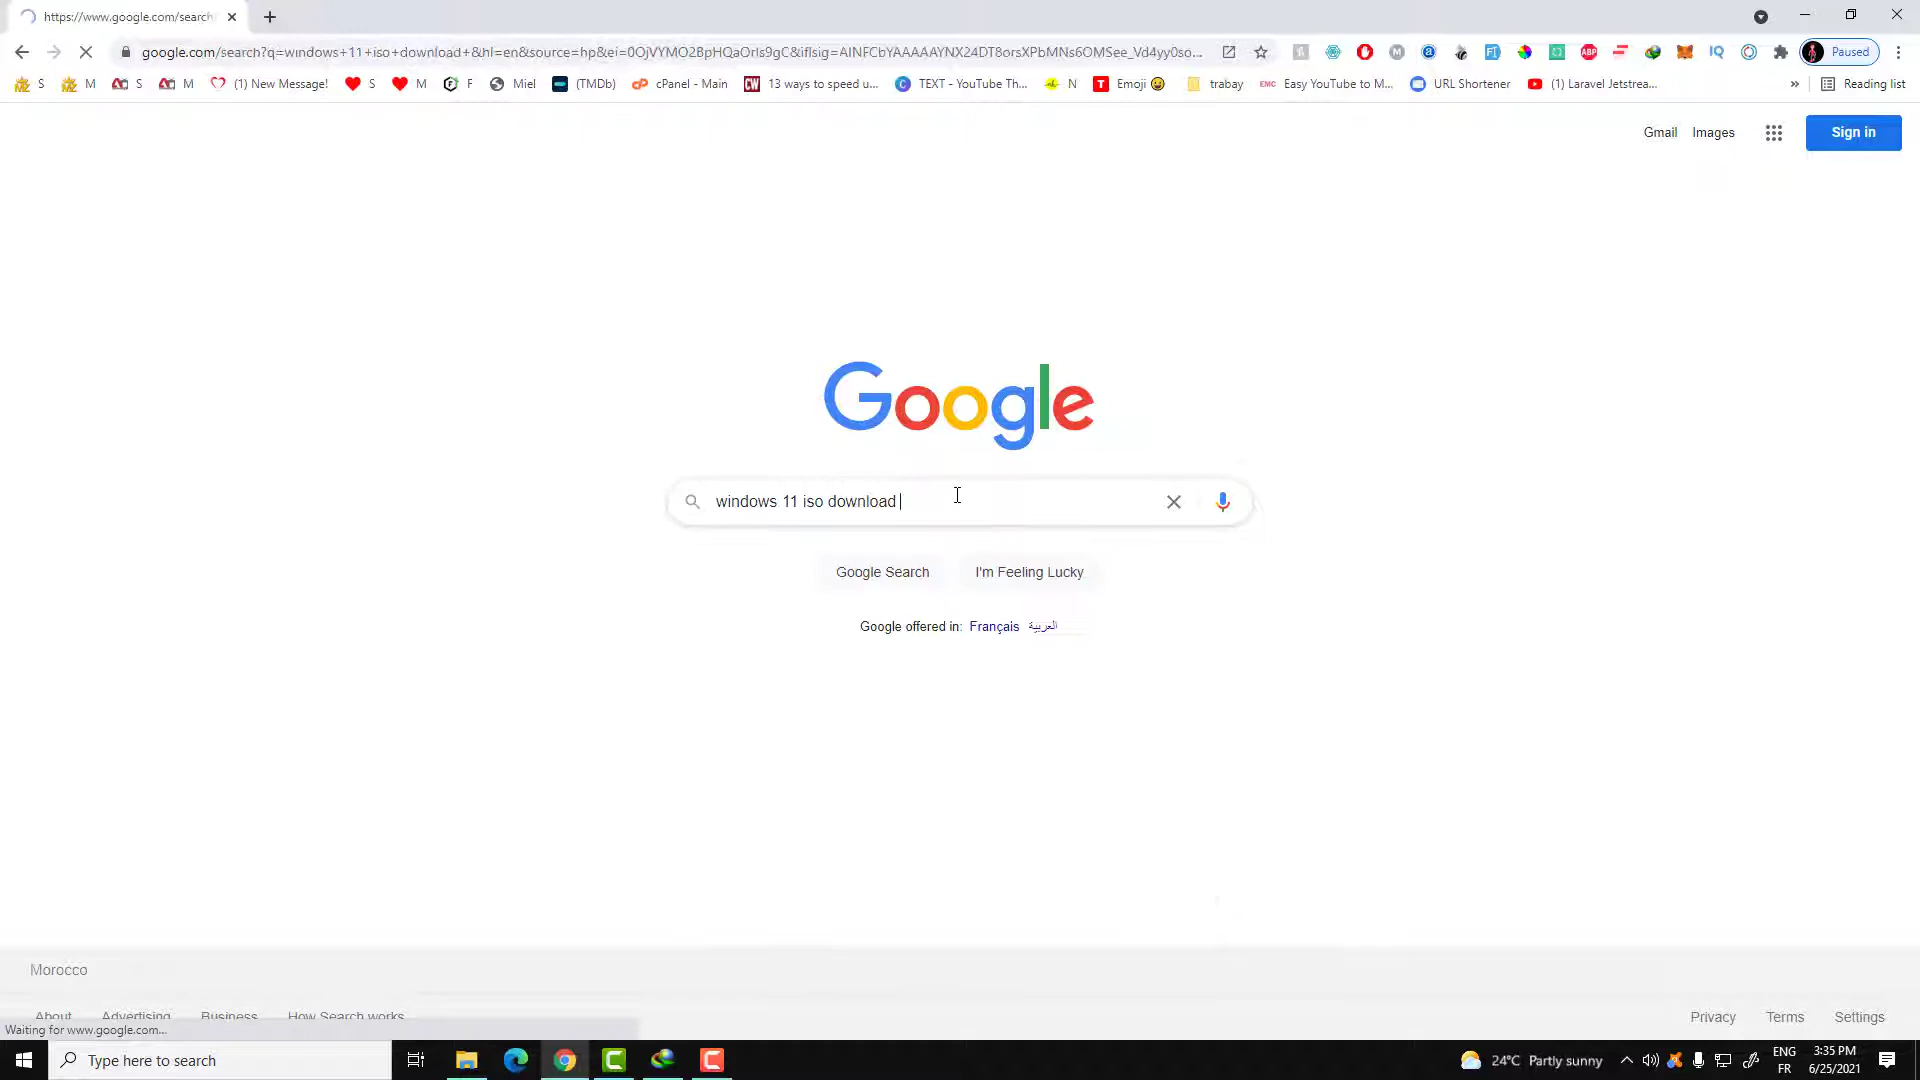 https://www.google.com/search
google.com/search?q=windows+11+iso+download+&hl=en&source=hp&ei=0OjVYMO2BpHQaOrIs9gC&iflsig=AINFCbYAAAAAYNX24DT8orsXPbMNs6OMSee_Vd4yy0so...
Paused
S
M
S
M
(1) New Message!
S
M
F
Miel
(TMDb)
cPanel - Main
13 ways to speed u...
TEXT - YouTube Th...
N
Emoji 😀
trabay
EMC Easy YouTube to M...
URL Shortener
(1) Laravel Jetstrea...
»
Reading list
Gmail
Images
Sign in
Google
windows 11 iso download
Google Search
I'm Feeling Lucky
Google offered in: Français العربية
Morocco
About
Advertising
Business
How Search works
Privacy
Terms
Settings
Waiting for www.google.com...
Type here to search
24°C Partly sunny
ENG
FR
3:35 PM
6/25/2021